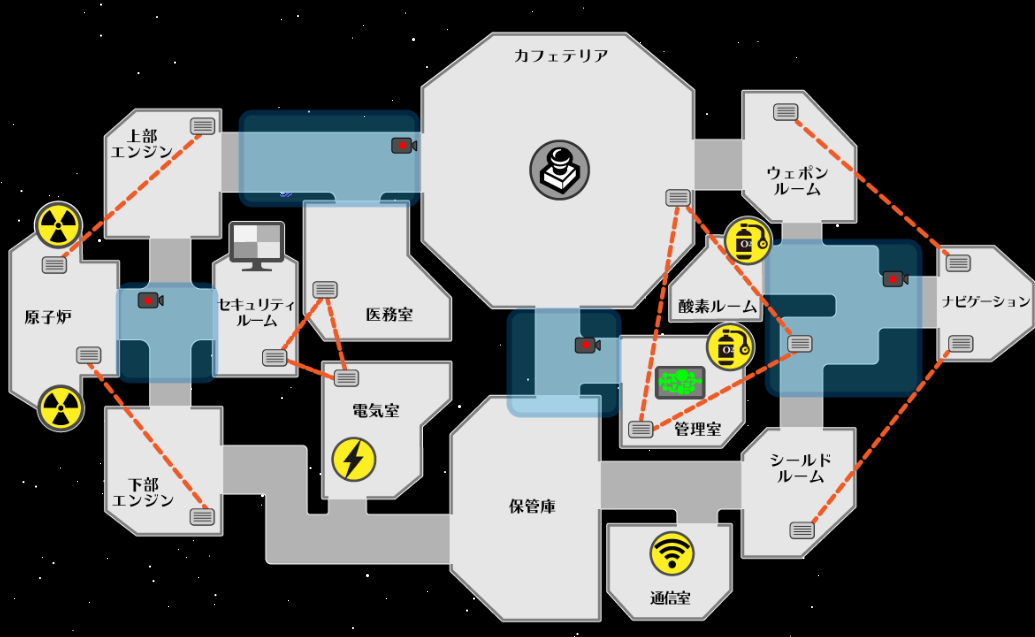 カフェテリア
上部
エンジン
ウェポン
ルーム
O2
セキュリティ
ルーム
医務室
酸素ルーム
ナビゲーション
原子炉
O2
電気室
管理室
シールド
ルーム
下部
エンジン
保管庫
通信室